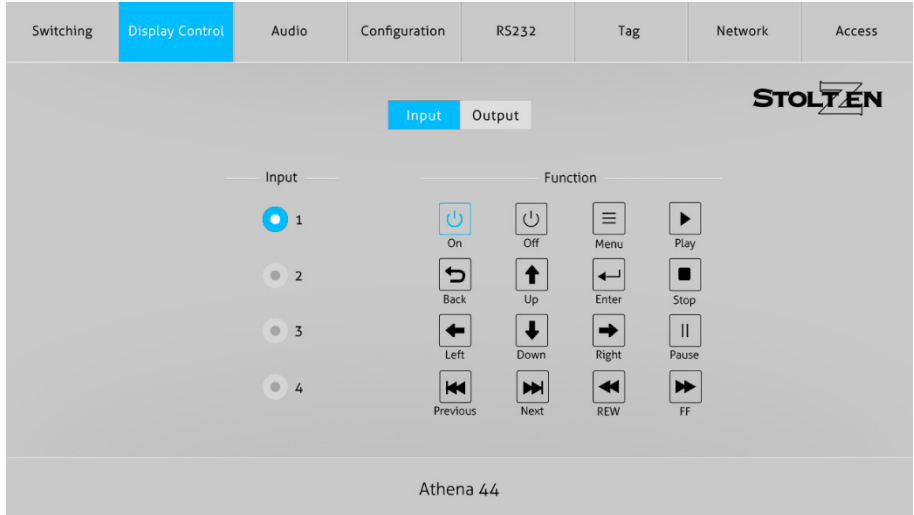 Switching Display Control Audio Configuration RS232 Tag Network Access
STOLTZEN
Input Output
Input Function
1
On Off Menu Play
2
Back Up Enter Stop
3
Left Down Right Pause
4
Previous Next REW FF
Athena 44